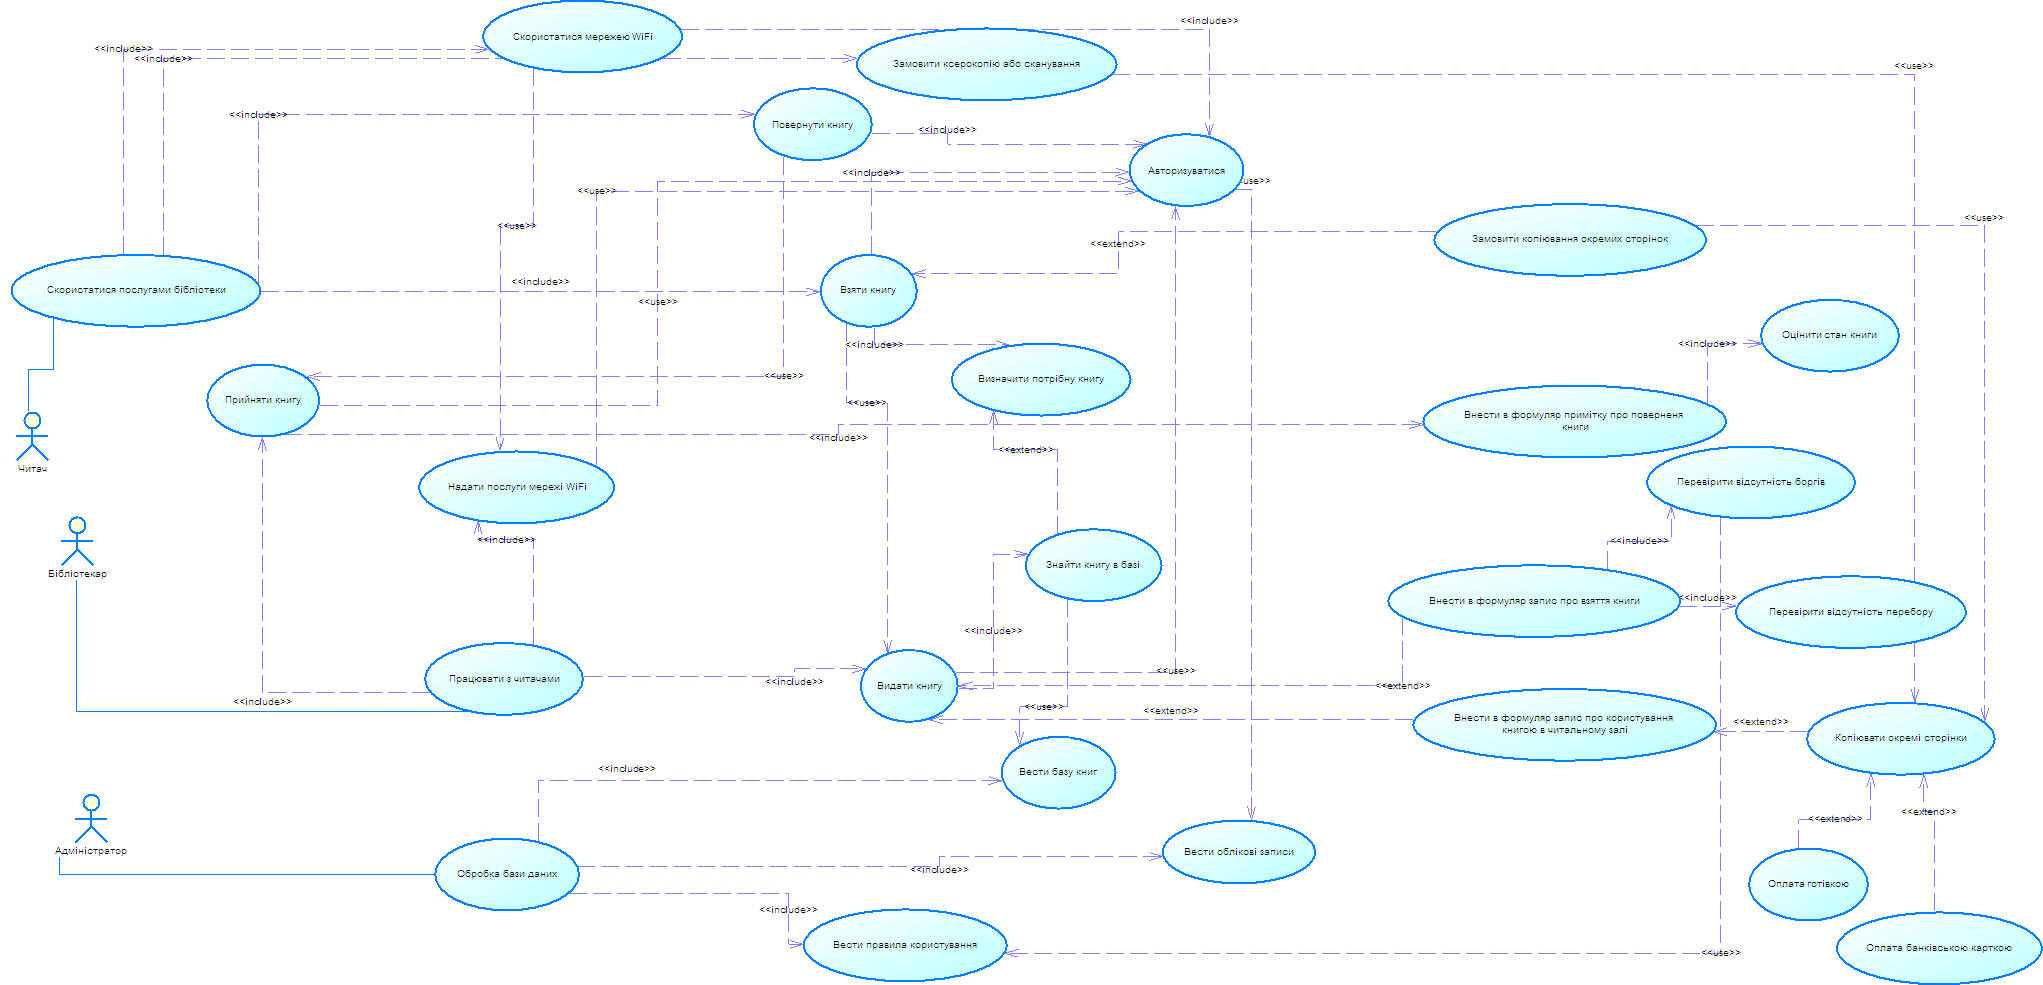 <<include>>
Скористатися мережею WiFi
<<include>>
<<include>>
Замовити ксерокопію або сканування
<<use>>
<<include>>
Повернути книгу
<<include>>
Авторизуватися
<<include>>
<<use>>
use>>
<<use>>
<<extend>>
Замовити копіювання окремих сторінок
<<use>>
Скористатися послугами бібліотеки
<<include>>
Взяти книгу
<<use>>
Оцінити стан книги
<<include>>
<<include>>
Визначити потрібну книгу
<<use>>
Прийняти книгу
<<use>>
Внести в формуляр примітку про поверненя
книги
<<include>>
<<extend>>
Читач
Надати послуги мережі WiFi
Перевірити відсутність боргів
<<include>>
<<include>>
Бібліотекар
Знайти книгу в базі
Внести в формуляр запис про взяття книги
<<include>>
Перевірити відсутність перебору
<<include>>
<<use>>
Працювати з читачами
<<include>>
Видати книгу
<<extend>>
<<include>>
<<use>>
<<extend>>
Внести в формуляр запис про користування
книгою в читальному залі
<<extend>>
Копіювати окремі сторінки
<<include>>
Вести базу книг
<<extend>>
<<extend>>
Адміністратор
Обробка бази даних
<<include>>
Вести облікові записи
Оплата готівкою
<<include>>
Вести правила користування
<<use>>
Оплата банківською карткою